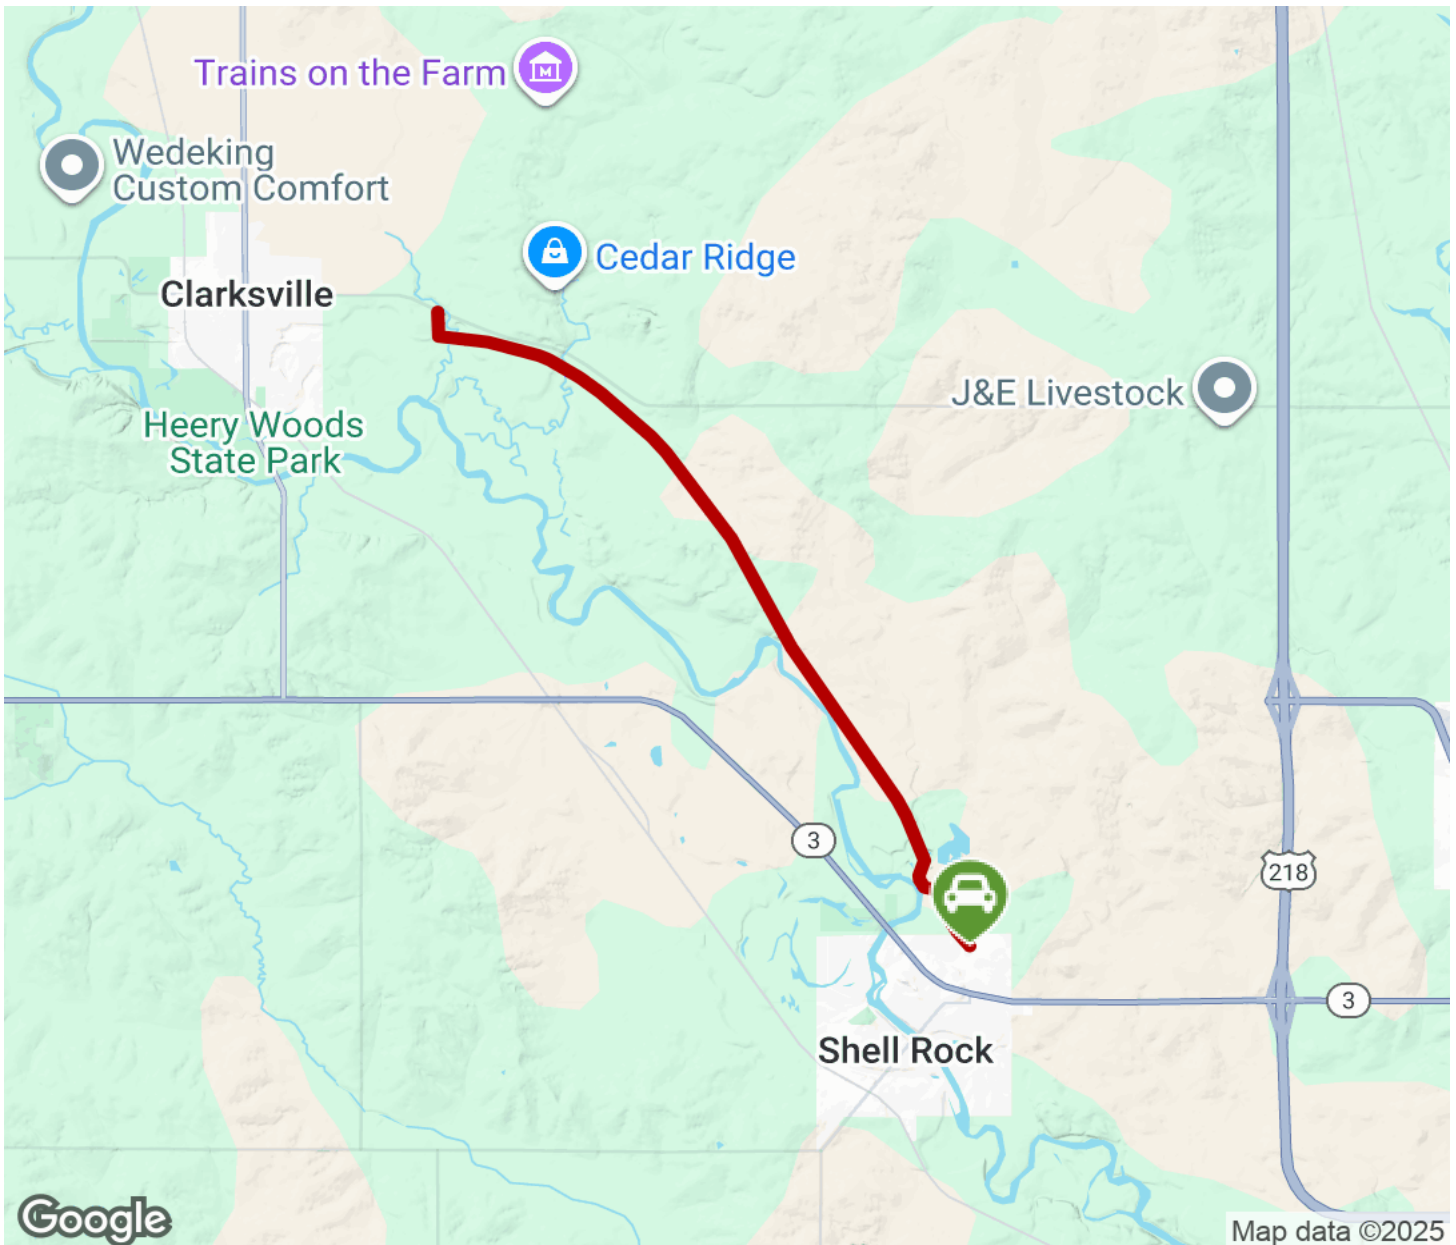 Trains on the Farm
M
Wedeking
Custom Comfort
Cedar Ridge
Clarksville
J&E Livestock
Heery Woods
State Park
3
218
3
Shell Rock
Google
Map data ©2025